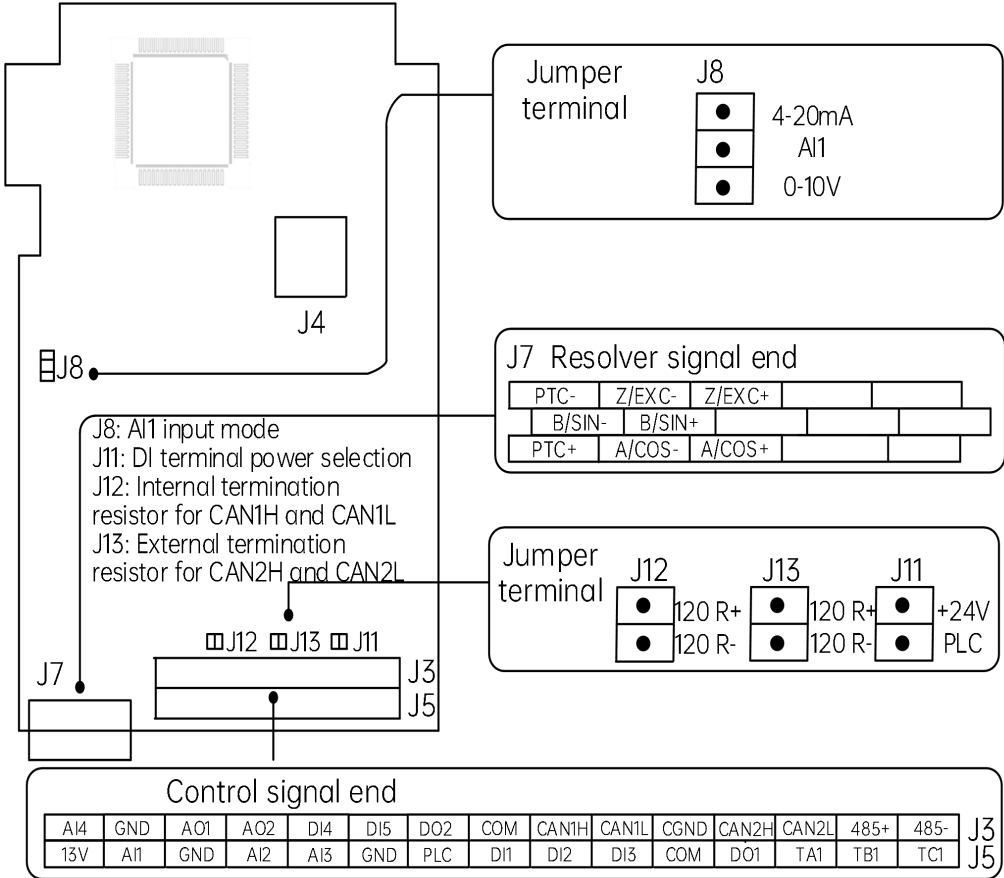 Jumper
terminal
J8
4-20mA
AI1
0-10V
J4
J8
J7 Resolver signal end
PTC- Z/EXC- Z/EXC+
B/SIN- B/SIN+
PTC+ A/COS- A/COS+
J8: AI1 input mode
J11: DI terminal power selection
J12: Internal termination
resistor for CAN1H and CAN1L
J13: External termination
resistor for CAN2H and CAN2L
Jumper
terminal
J12 J13 J11
120 R+ 120 R+ +24V
120 R- 120 R- PLC
J12 J13 J11
J7
J3
J5
Control signal end
AI4 GND AO1 AO2 DI4 DI5 DO2 COM CAN1H CAN1L CGND CAN2H CAN2L 485+ 485- J3
13V AI1 GND AI2 AI3 GND PLC DI1 DI2 DI3 COM DO1 TA1 TB1 TC1 J5